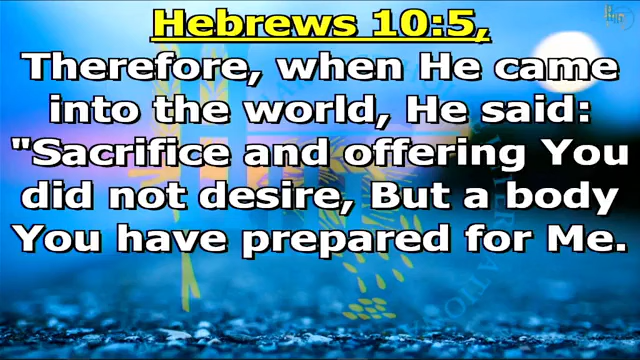 Hebrews 10:5,
Therefore, when He came
into the world, He said:
"Sacrifice and offering You
did not desire, But a body
You have prepared for Me.